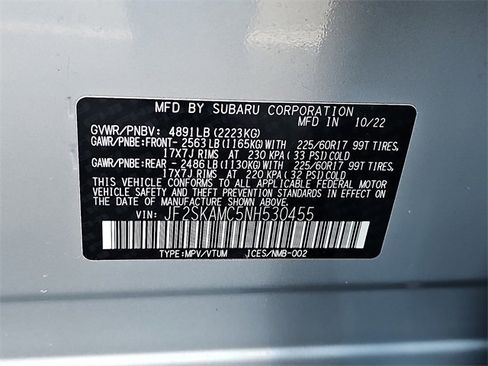 MFD BY SUBARU CORPORATION
MFD IN 10/22
GVWR/PNBV: 4891LB (2223KG)
GAWR/PNBE:FRONT- 2563LB (1165KG) WITH 225/60R17 99T TIRES,
17X7J RIMS AT 230 KPA (33 PSI) COLD
GAWR/PNBE:REAR - 2486LB (1130KG) WITH 225/60R17 99T TIRES,
17X7J RIMS AT 220 KPA (32 PSI) COLD
THIS VEHICLE CONFORMS TO ALL APPLICABLE FEDERAL MOTOR
VEHICLE SAFETY AND THEFT PREVENTION STANDARDS IN EFFECT
ON THE DATE OF MANUFACTURE SHOWN ABOVE.
VIN: JF2SKAMC5NH530455
TYPE:MPV/VTUM JCES/NMB-002